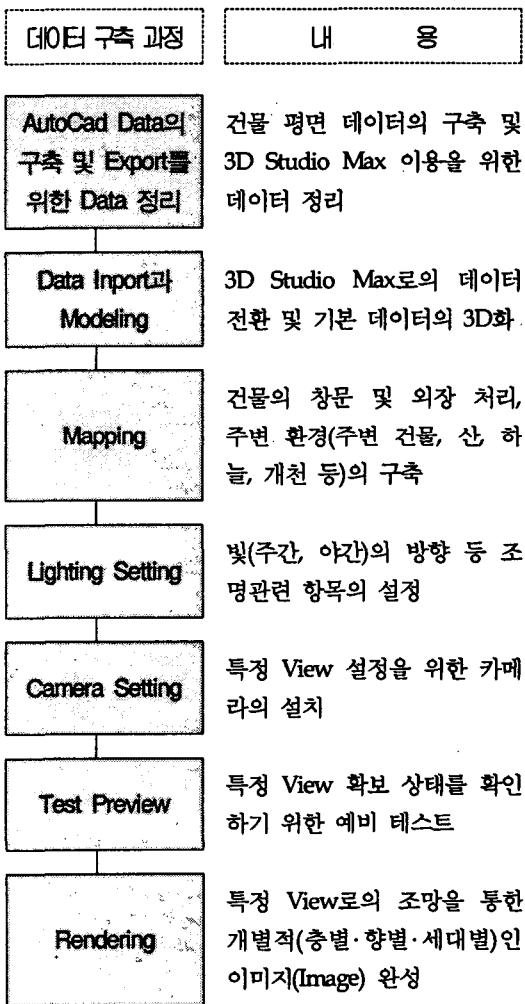 데이터 구축 과정
내 용
AutoCad Data의
구축 및 Export를
위한 Data 정리
건물 평면 데이터의 구축 및
3D Studio Max 이용을 위한
데이터 정리
Data Inport과
Modeling
3D Studio Max로의 데이터
전환 및 기본 데이터의 3D화
Mapping
건물의 창문 및 외장 처리,
주변 환경(주변 건물, 산, 하
늘, 개천 등)의 구축
Lighting Setting
빛(주간, 야간)의 방향 등 조
명관련 항목의 설정
Camera Setting
특정 View 설정을 위한 카메
라의 설치
Test Preview
특정 View 확보 상태를 확인
하기 위한 예비 테스트
Rendering
특정 View로의 조망을 통한
개별적(층별·향별·세대별)인
이미지(Image) 완성